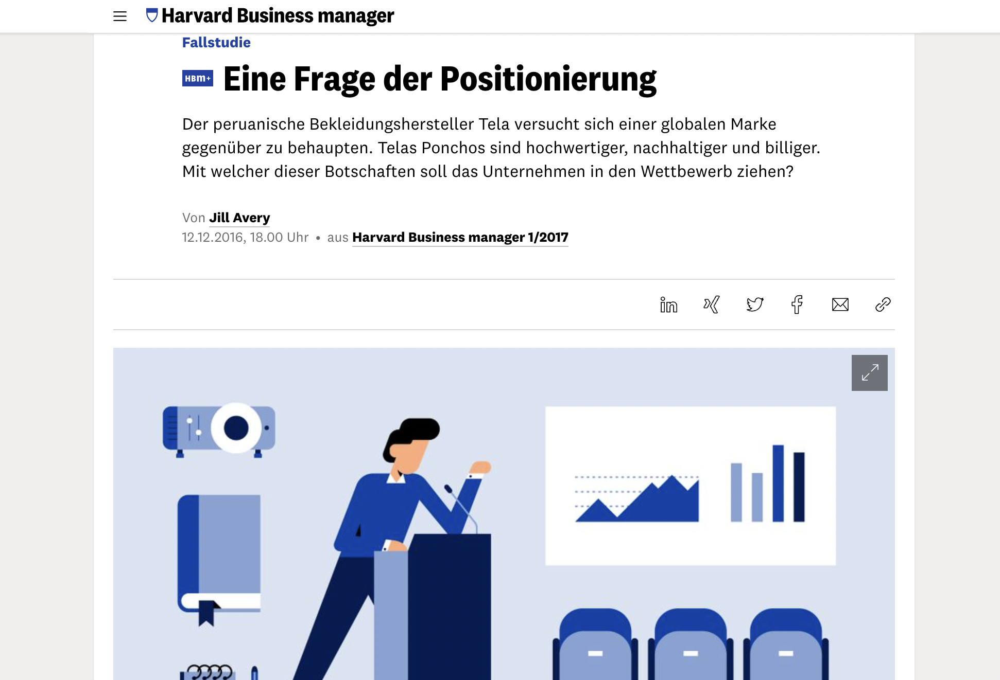 Harvard Business manager
Fallstudie
HBm+ Eine Frage der Positionierung
Der peruanische Bekleidungshersteller Tela versucht sich einer globalen Marke
gegenüber zu behaupten. Telas Ponchos sind hochwertiger, nachhaltiger und billiger.
Mit welcher dieser Botschaften soll das Unternehmen in den Wettbewerb ziehen?
Von Jill Avery
12.12.2016, 18.00 Uhr • aus Harvard Business manager 1/2017